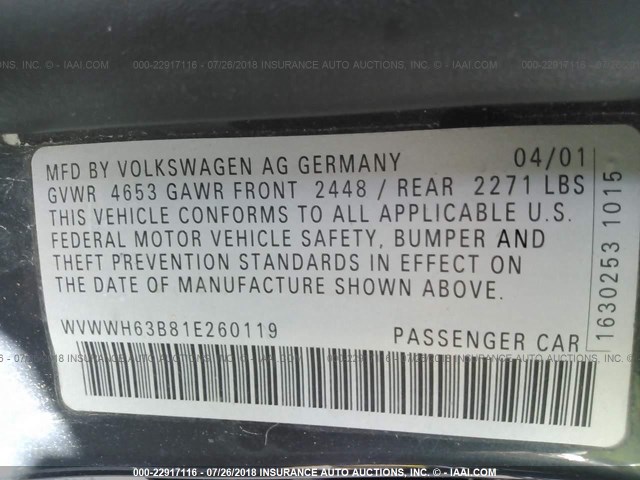 000-22917116 - 07/26/2018 INSURANCE AUTO AUCTIONS, INC. © - IAAI.COM
MFD BY VOLKSWAGEN AG GERMANY 04/01
GVWR 4653 GAWR FRONT 2448 / REAR 2271 LBS
THIS VEHICLE CONFORMS TO ALL APPLICABLE U.S.
FEDERAL MOTOR VEHICLE SAFETY, BUMPER AND
THEFT PREVENTION STANDARDS IN EFFECT ON
THE DATE OF MANUFACTURE SHOWN ABOVE.
WVWWH63B81E260119 PASSENGER CAR
1630253 1015
000-22917116 - 07/26/2018 INSURANCE AUTO AUCTIONS, INC. © - IAAI.COM